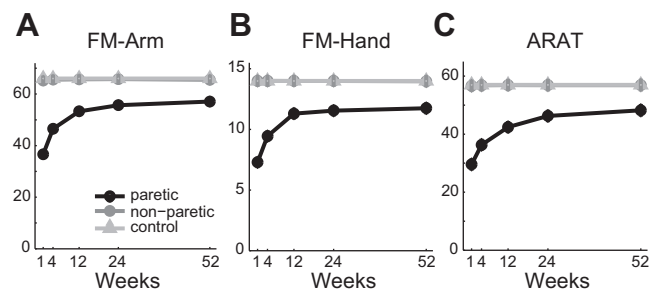 A
FM-Arm
60
40
20
0
paretic
non-paretic
control
1 4 12 24 52
Weeks
B
FM-Hand
15
10
5
0
1 4 12 24 52
Weeks
C
ARAT
60
40
20
0
1 4 12 24 52
Weeks